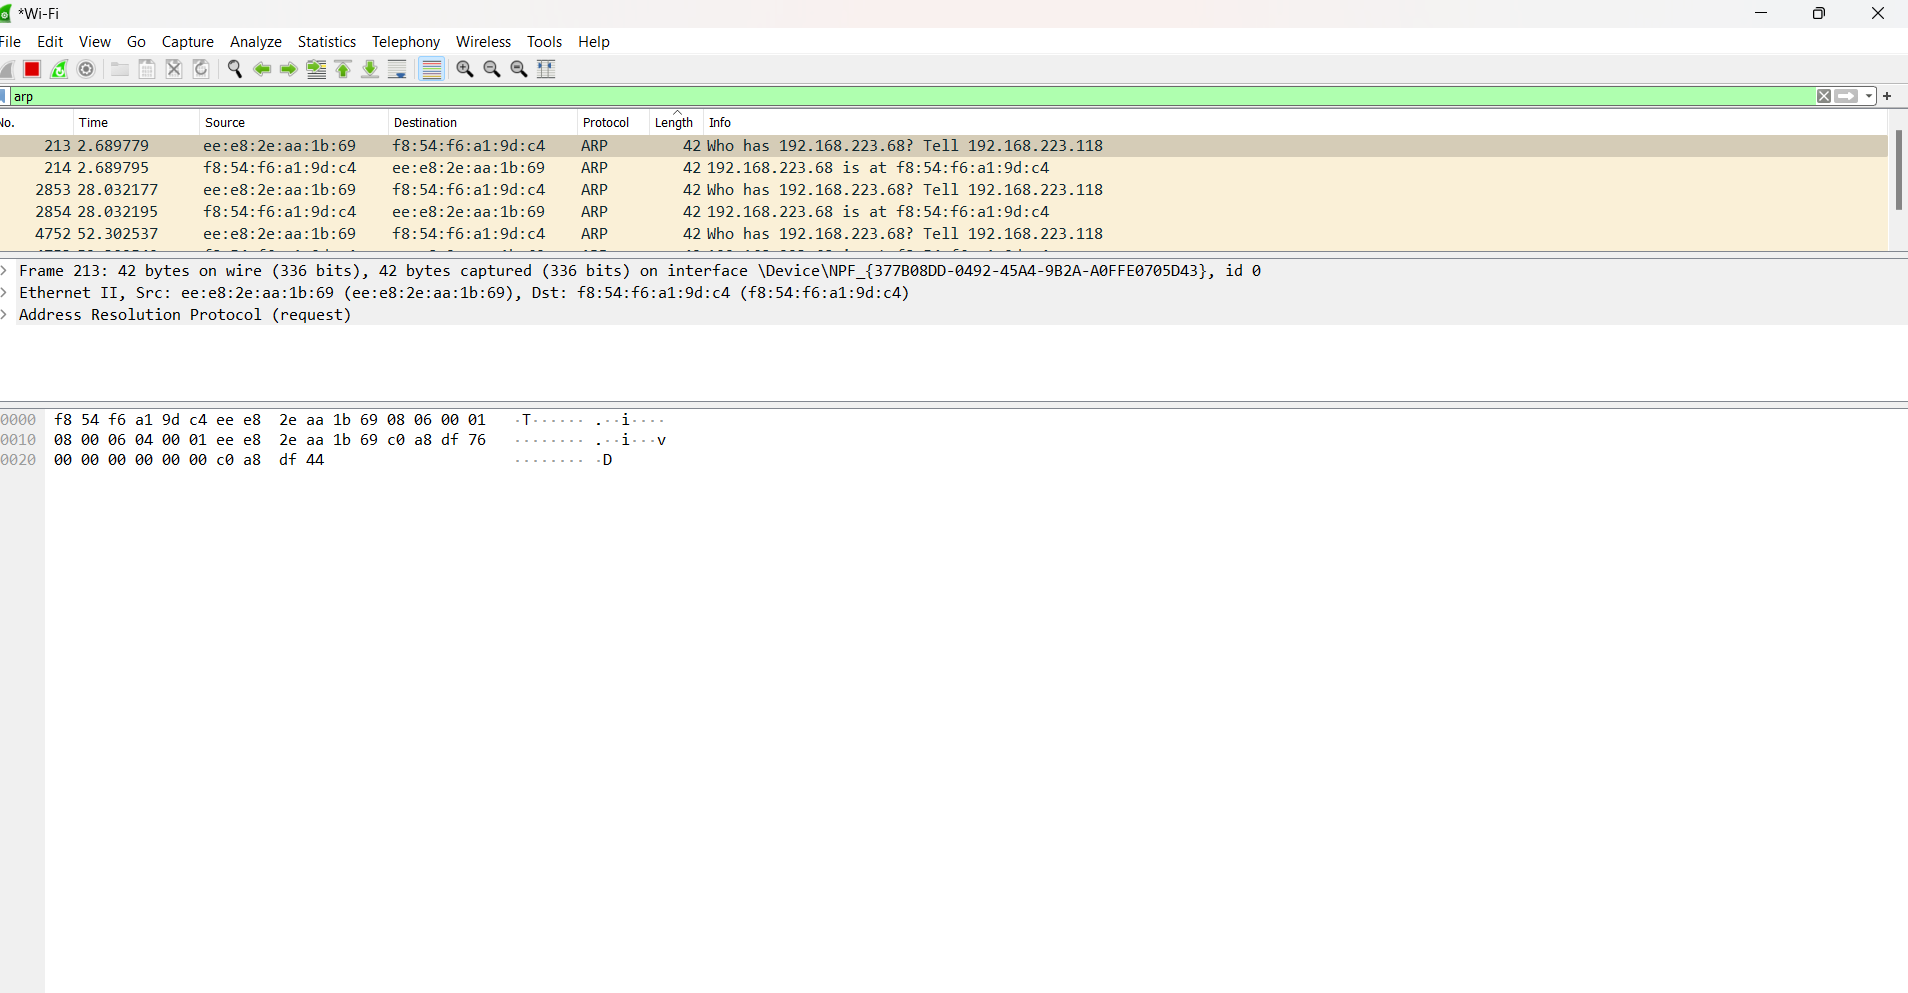 *Wi-Fi
File Edit View Go Capture Analyze Statistics Telephony Wireless Tools Help
arp
No. Time Source Destination Protocol Length Info
213 2.689779 ee:e8:2e:aa:1b:69 f8:54:f6:a1:9d:c4 ARP 42 Who has 192.168.223.68? Tell 192.168.223.118
214 2.689795 f8:54:f6:a1:9d:c4 ee:e8:2e:aa:1b:69 ARP 42 192.168.223.68 is at f8:54:f6:a1:9d:c4
2853 28.032177 ee:e8:2e:aa:1b:69 f8:54:f6:a1:9d:c4 ARP 42 Who has 192.168.223.68? Tell 192.168.223.118
2854 28.032195 f8:54:f6:a1:9d:c4 ee:e8:2e:aa:1b:69 ARP 42 192.168.223.68 is at f8:54:f6:a1:9d:c4
4752 52.302537 ee:e8:2e:aa:1b:69 f8:54:f6:a1:9d:c4 ARP 42 Who has 192.168.223.68? Tell 192.168.223.118
Frame 213: 42 bytes on wire (336 bits), 42 bytes captured (336 bits) on interface \Device\NPF_{377B08DD-0492-45A4-9B2A-A0FFE0705D43}, id 0
Ethernet II, Src: ee:e8:2e:aa:1b:69 (ee:e8:2e:aa:1b:69), Dst: f8:54:f6:a1:9d:c4 (f8:54:f6:a1:9d:c4)
Address Resolution Protocol (request)
0000 f8 54 f6 a1 9d c4 ee e8 2e aa 1b 69 08 06 00 01 ·T······ .··i····
0010 08 00 06 04 00 01 ee e8 2e aa 1b 69 c0 a8 df 76 ········ .··i···v
0020 00 00 00 00 00 00 c0 a8 df 44 ········ ·D